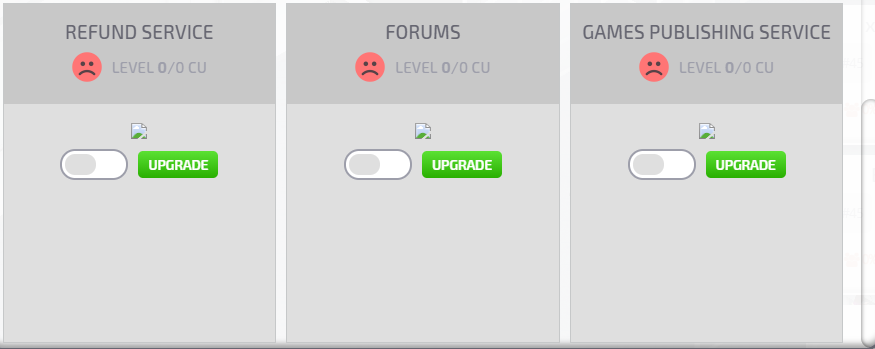 REFUND SERVICE
LEVEL 0/0 CU
UPGRADE
FORUMS
LEVEL 0/0 CU
UPGRADE
GAMES PUBLISHING SERVICE
LEVEL 0/0 CU
UPGRADE